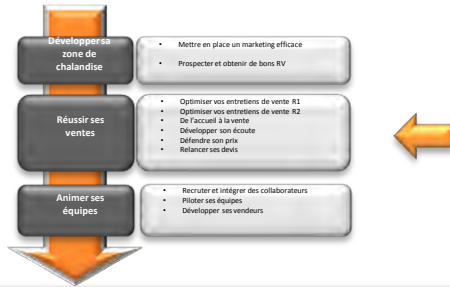 Développer sa
zone de
chalandise
• Mettre en place un marketing efficace
• Prospecter et obtenir de bons RV
Réussir ses
ventes
• Optimiser vos entretiens de vente R1
• Optimiser vos entretiens de vente R2
• De l'accueil à la vente
• Développer son écoute
• Défendre son prix
• Relancer ses devis
Animer ses
équipes
• Recruter et intégrer des collaborateurs
• Piloter ses équipes
• Développer ses vendeurs